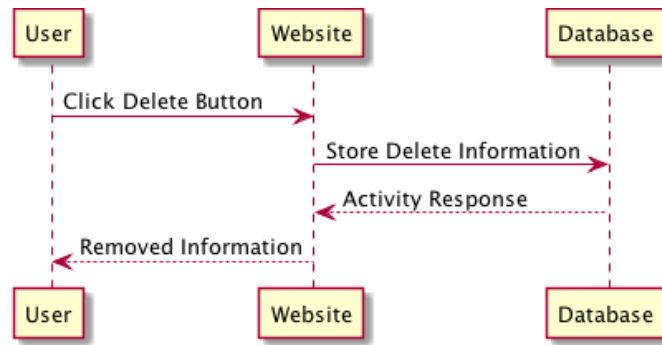 User
Website
Database
Click Delete Button
Store Delete Information
Activity Response
Removed Information
User
Website
Database